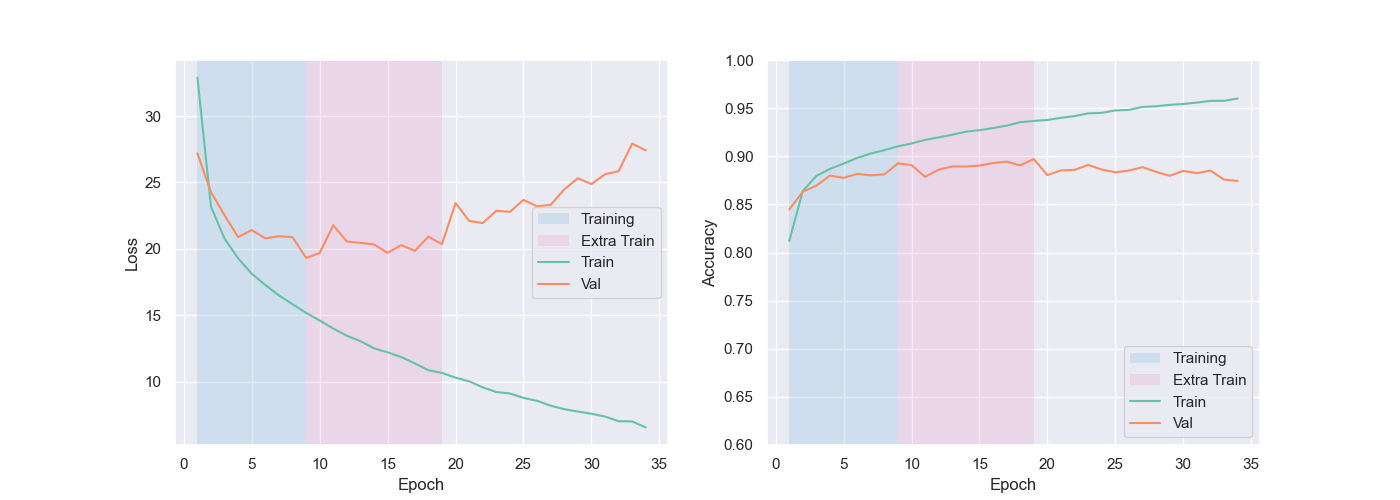 30
25
20
15
10
Loss
0 5 10 15 20 25 30 35
Epoch
Training
Extra Train
Train
Val
1.00
0.95
0.90
0.85
0.80
0.75
0.70
0.65
0.60
Accuracy
0 5 10 15 20 25 30 35
Epoch
Training
Extra Train
Train
Val